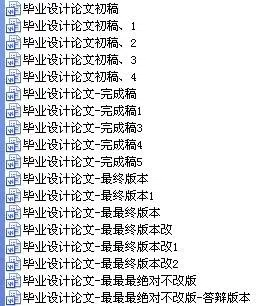 毕业设计论文初稿
毕业设计论文初稿、1
毕业设计论文初稿、2
毕业设计论文初稿、3
毕业设计论文初稿、4
毕业设计论文-完成稿
毕业设计论文-完成稿1
毕业设计论文-完成稿3
毕业设计论文-完成稿4
毕业设计论文-完成稿5
毕业设计论文-最终版本
毕业设计论文-最终版本1
毕业设计论文-最最终版本
毕业设计论文-最最终版本改
毕业设计论文-最最终版本改1
毕业设计论文-最最终版本改2
毕业设计论文-最最最绝对不改版
毕业设计论文-最最最绝对不改版-答辩版本